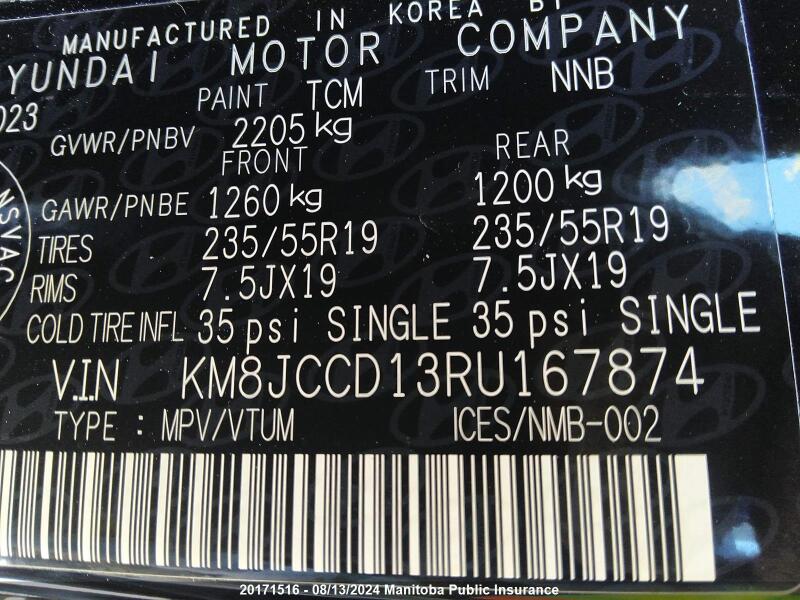 MANUFACTURED IN KOREA BY
YUNDAI MOTOR COMPANY
023 PAINT TCM TRIM NNB
GVWR/PNBV 2205 kg
FRONT REAR
GAWR/PNBE 1260 kg 1200 kg
TIRES 235/55R19 235/55R19
RIMS 7.5JX19 7.5JX19
COLD TIRE INFL 35 psi SINGLE 35 psi SINGLE
V.I.N KM8JCCD13RU167874
TYPE : MPV/VTUM ICES/NMB-002
NSVAC
20171516 - 08/13/2024 Manitoba Public Insurance